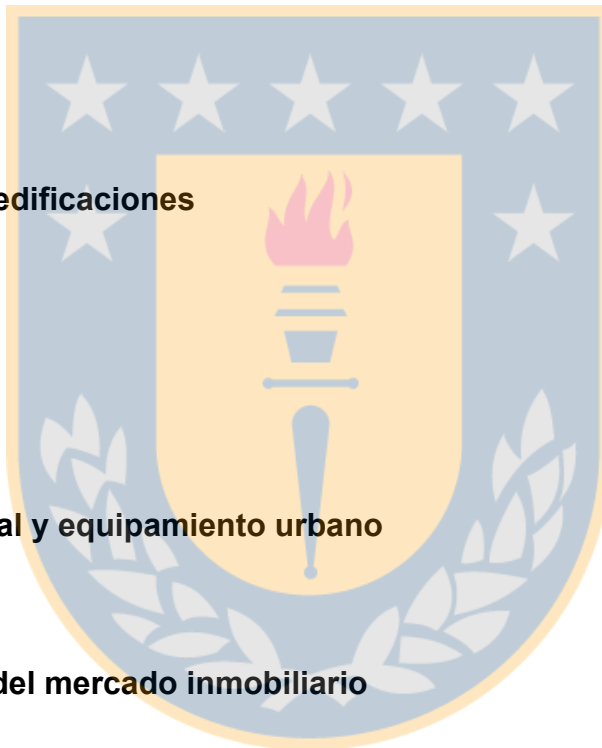 edificaciones
al y equipamiento urbano
del mercado inmobiliario